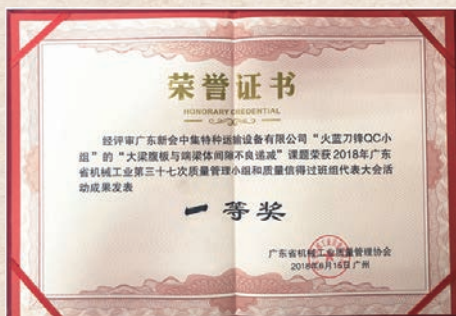 荣誉证书
HONORARY CREDENTIAL
经评审广东新会中集特种运输设备有限公司“火蓝刀锋QC小
组”的“大梁腹板与端梁体间隙不良递减”课题荣获2018年广东
省机械工业第三十七次质量管理小组和质量信得过班组代表大会活
动成果发表
一等奖
广东省机械工业质量管理协会
2018年6月15日 广州